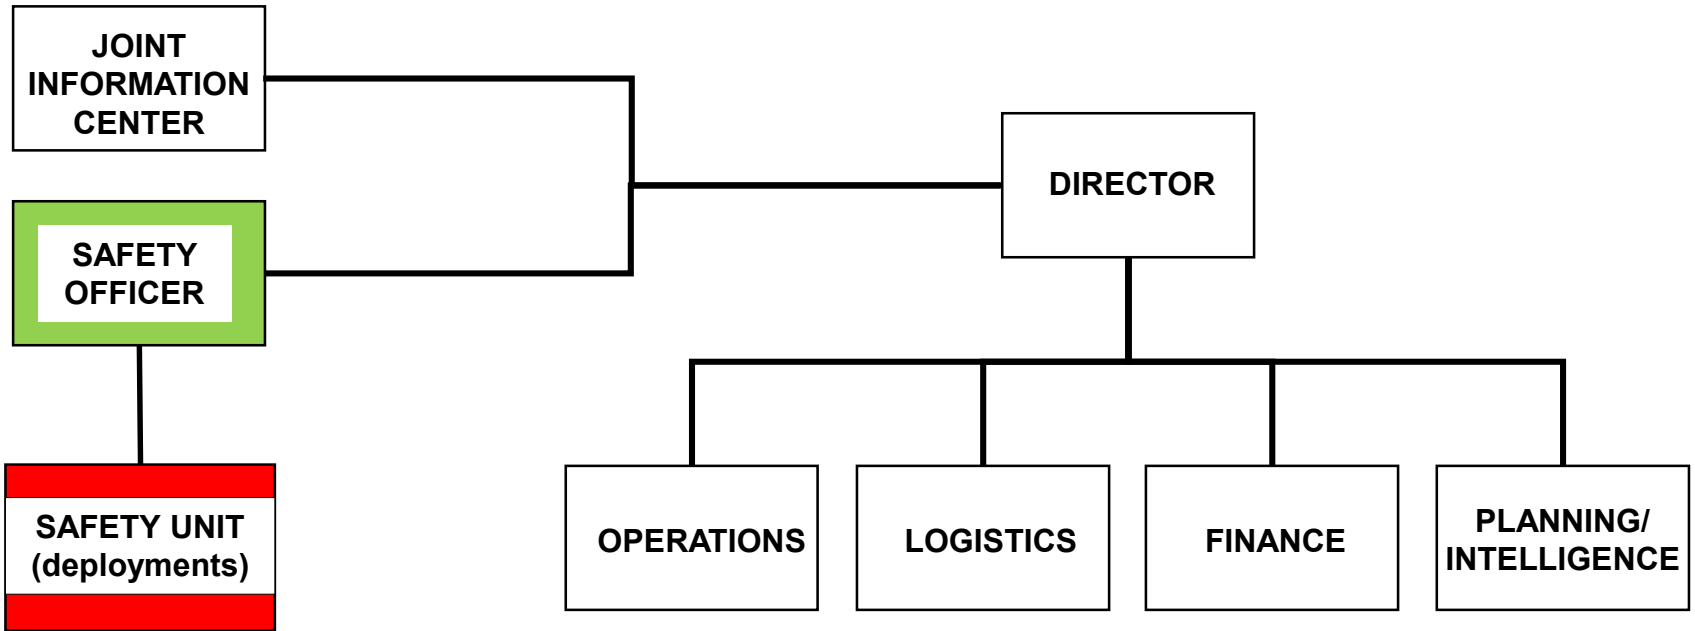 JOINT
INFORMATION
CENTER
DIRECTOR
SAFETY
OFFICER
SAFETY UNIT
(deployments)
OPERATIONS
LOGISTICS
FINANCE
PLANNING/
INTELLIGENCE